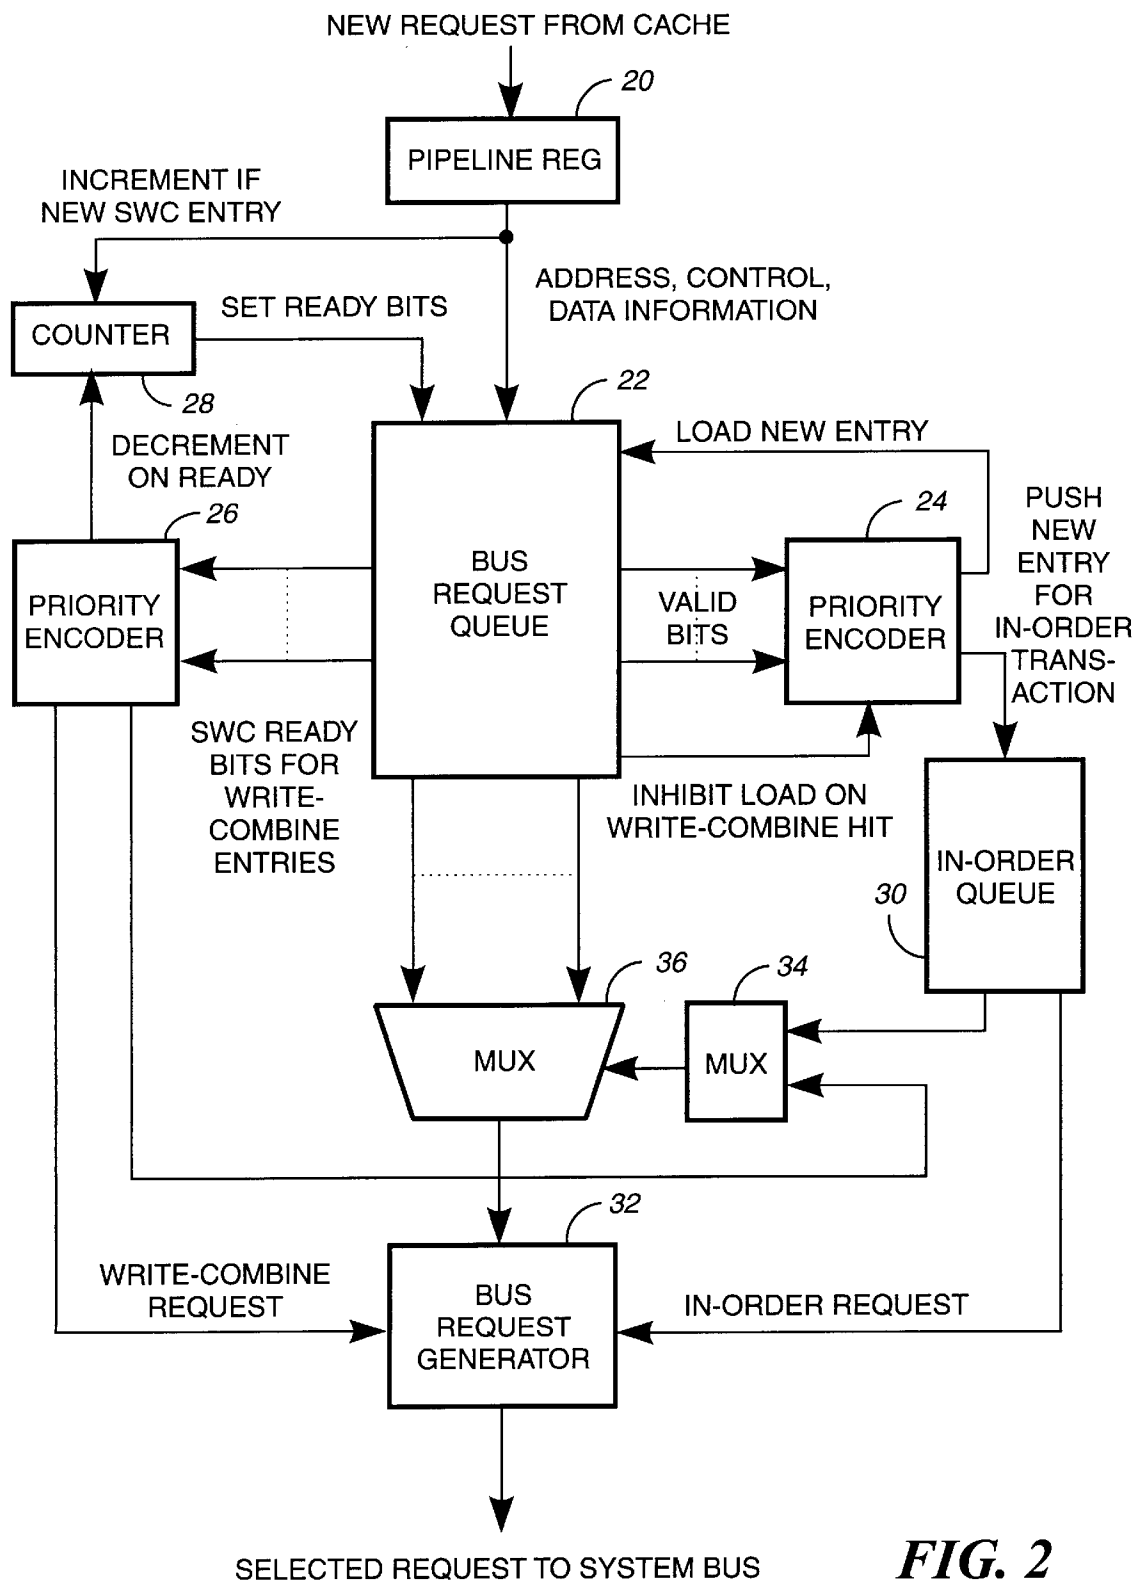 NEW REQUEST FROM CACHE
20
PIPELINE REG
INCREMENT IF
NEW SWC ENTRY
ADDRESS, CONTROL,
DATA INFORMATION
SET READY BITS
COUNTER
28
22
LOAD NEW ENTRY
DECREMENT
ON READY
26
24
PUSH
NEW
ENTRY
FOR
IN-ORDER
TRANS-
ACTION
BUS
REQUEST
QUEUE
PRIORITY
ENCODER
VALID
BITS
PRIORITY
ENCODER
SWC READY
BITS FOR
WRITE-
COMBINE
ENTRIES
INHIBIT LOAD ON
WRITE-COMBINE HIT
IN-ORDER
QUEUE
30
36
34
MUX
MUX
32
WRITE-COMBINE
REQUEST
BUS
REQUEST
GENERATOR
IN-ORDER REQUEST
SELECTED REQUEST TO SYSTEM BUS
FIG. 2